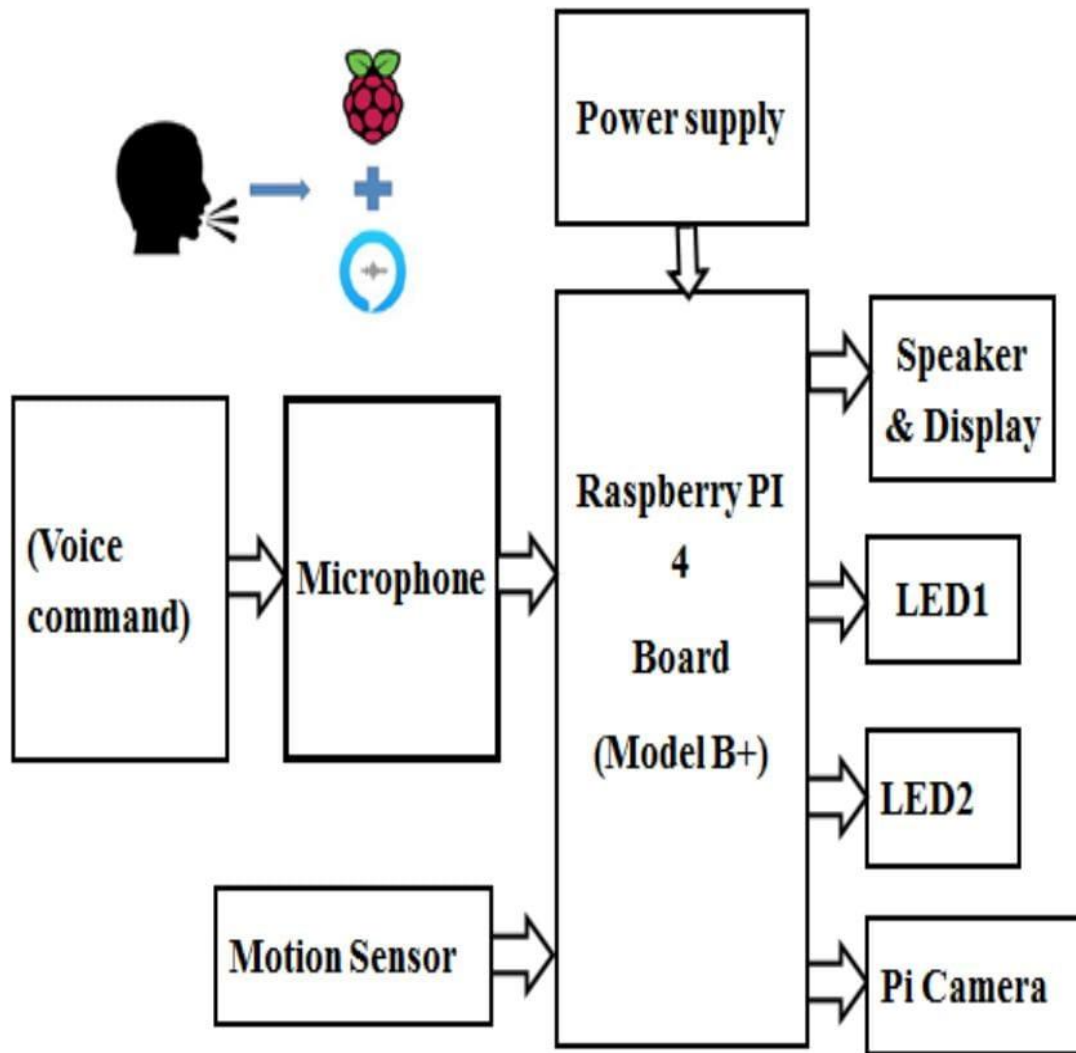 Power supply
Speaker
& Display
(Voice
command)
Microphone
Raspberry PI
4
Board
(Model B+)
LED1
LED2
Motion Sensor
Pi Camera